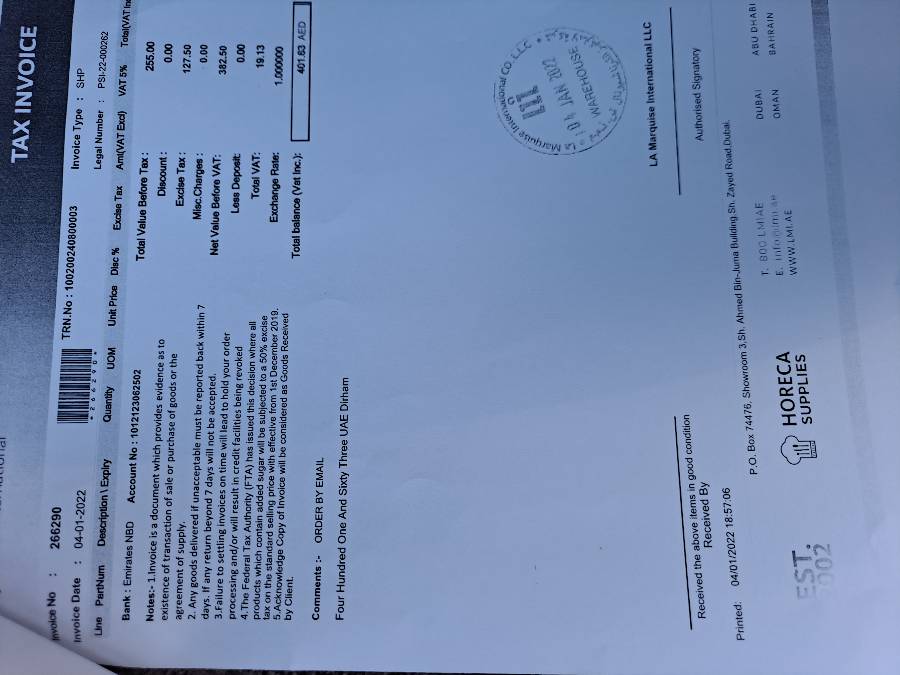 TAX INVOICE
Invoice No : 266290
TRN.No : 100200240800003
Invoice Type : SHP
Invoice Date : 04-01-2022
*266290*
Legal Number : PSI-22-000262
Line PartNum Description \ Expiry Quantity UOM Unit Price Disc % Excise Tax Amt(VAT Excl) VAT 5% Total(VAT
Bank : Emirates NBD Account No : 1012123062502
Total Value Before Tax : 255.00
Discount : 0.00
Excise Tax : 127.50
Misc.Charges : 0.00
Net Value Before VAT: 382.50
Less Deposit: 0.00
Total VAT: 19.13
Exchange Rate: 1.000000
Total balance (Vat Inc.): 401.63 AED
Notes:- 1.Invoice is a document which provides evidence as to
existence of transaction of sale or purchase of goods or the
agreement of supply.
2. Any goods delivered if unacceptable must be reported back within 7
days. If any return beyond 7 days will not be accepted.
3.Failure to settling invoices on time will lead to hold your order
processing and/or will result in credit facilities being revoked
4.The Federal Tax Authority (FTA) has issued this decision where all
products which contain added sugar will be subjected to a 50% excise
tax on the standard selling price with effective from 1st December 2019.
5.Acknowledge Copy of Invoice will be considered as Goods Received
by Client.
Comments :- ORDER BY EMAIL
Four Hundred One And Sixty Three UAE Dirham
La Marquise International CO. L.L.C
04 JAN 2022
WAREHOUSE
LA Marquise International LLC
Authorised Signatory
Received the above items in good condition
Received By
Printed: 04/01/2022 18:57:06
P.O. Box 74476, Showroom 3,Sh. Ahmed Bin-Juma Building,Sh. Zayed Road,Dubai.
EST.
2002
HORECA
SUPPLIES
T. 800 LMIAE
E. info@lmi.ae
WWW.LMI.AE
DUBAI ABU DHABI
OMAN BAHRAIN